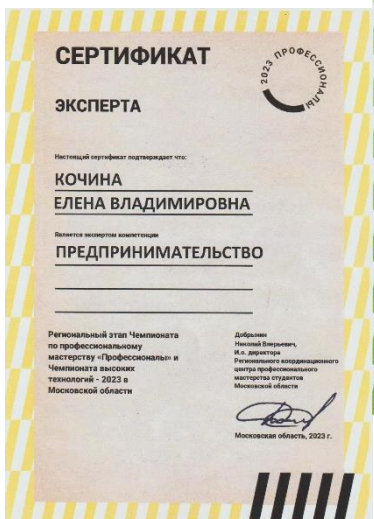 СЕРТИФИКАТ
2023 ПРОФЕССИОНАЛЫ
ЭКСПЕРТА
Настоящий сертификат подтверждает что:
КОЧИНА
ЕЛЕНА ВЛАДИМИРОВНА
Является экспертом компетенции
ПРЕДПРИНИМАТЕЛЬСТВО
Региональный этап Чемпионата
по профессиональному
мастерству «Профессионалы» и
Чемпионата высоких
технологий - 2023 в
Московской области
Добрынин
Николай Валерьевич,
И.о. директора
Регионального координационного
центра профессионального
мастерства студентов
Московской области
Московская область, 2023 г.